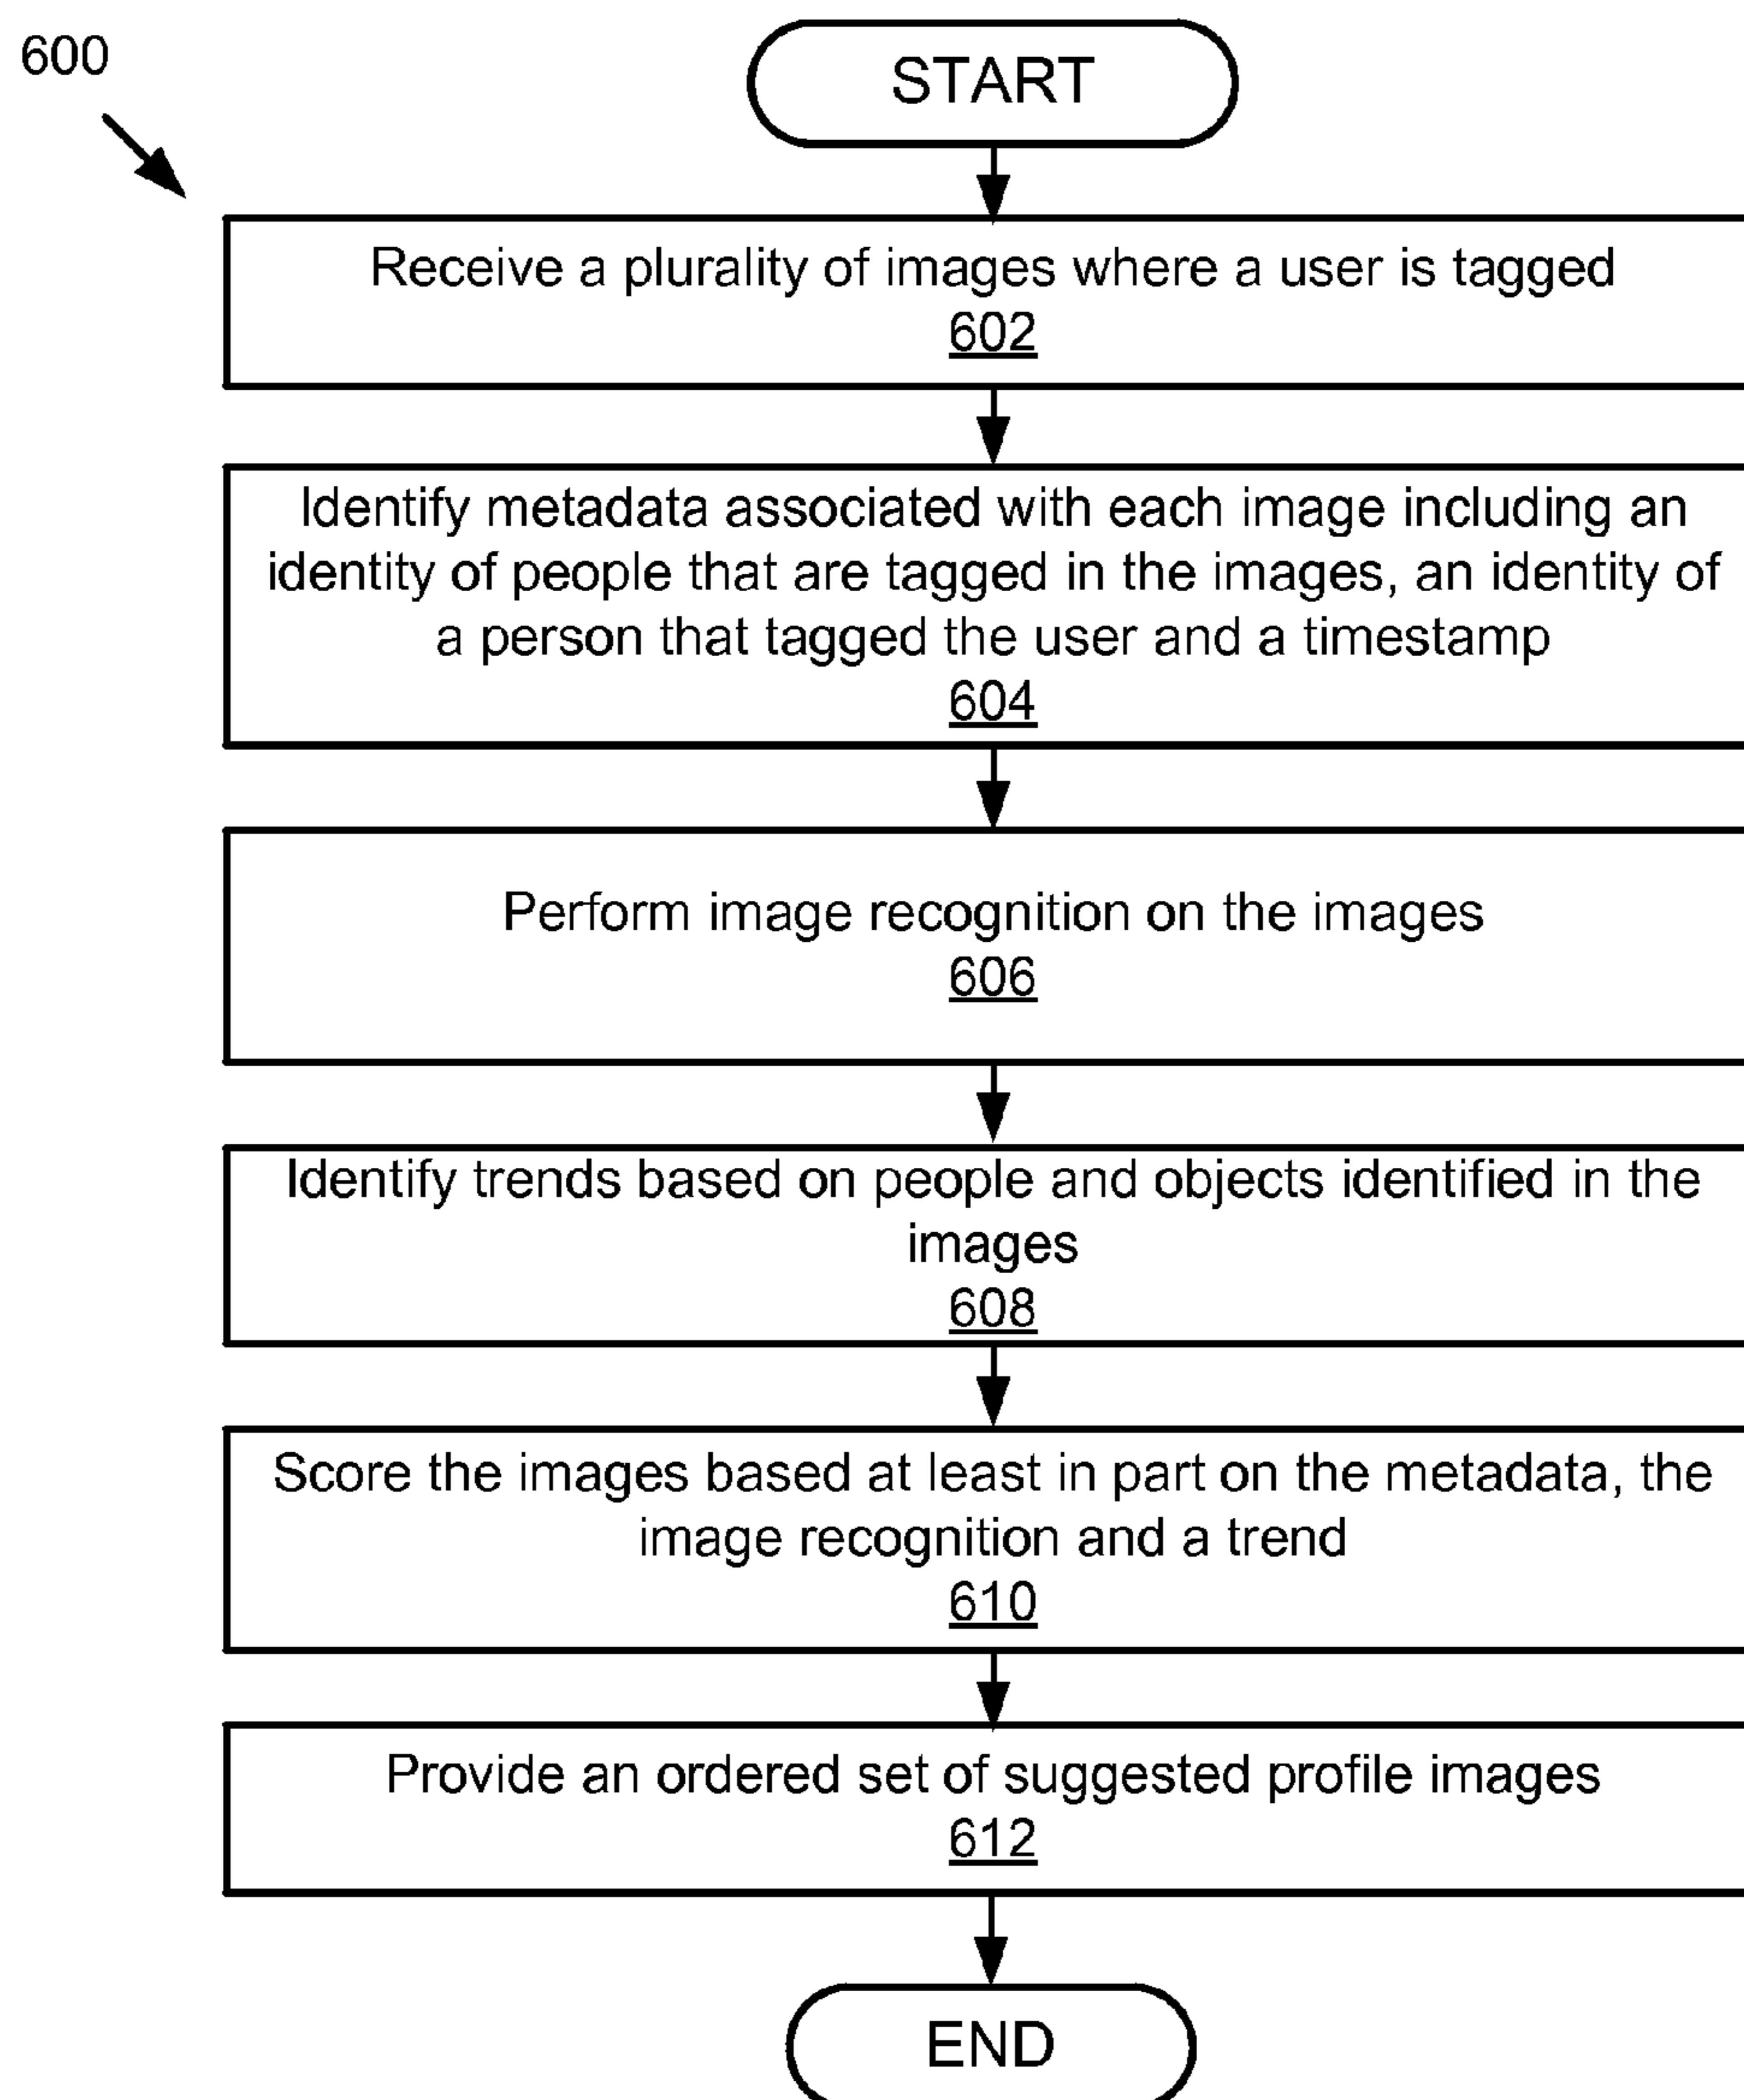 600
START
Receive a plurality of images where a user is tagged
602
Identify metadata associated with each image including an
identity of people that are tagged in the images, an identity of
a person that tagged the user and a timestamp
604
Perform image recognition on the images
606
Identify trends based on people and objects identified in the
images
608
Score the images based at least in part on the metadata, the
image recognition and a trend
610
Provide an ordered set of suggested profile images
612
END